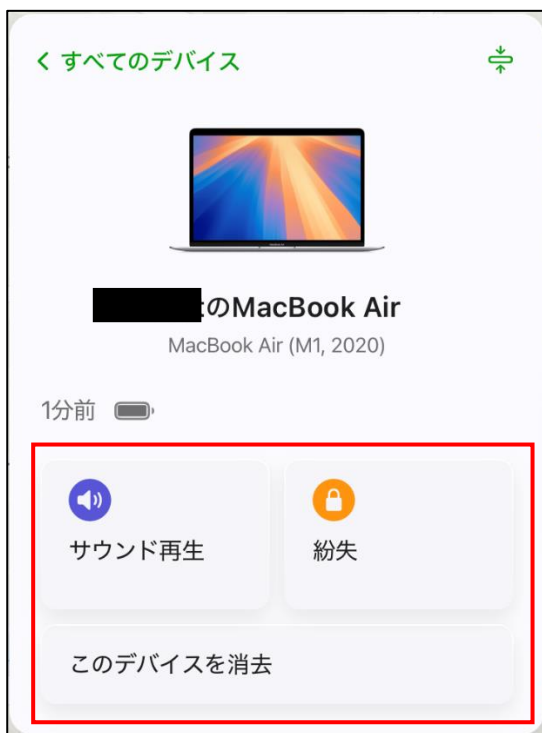 すべてのデバイス
のMacBook Air
MacBook Air (M1, 2020)
1分前
サウンド再生
紛失
このデバイスを消去